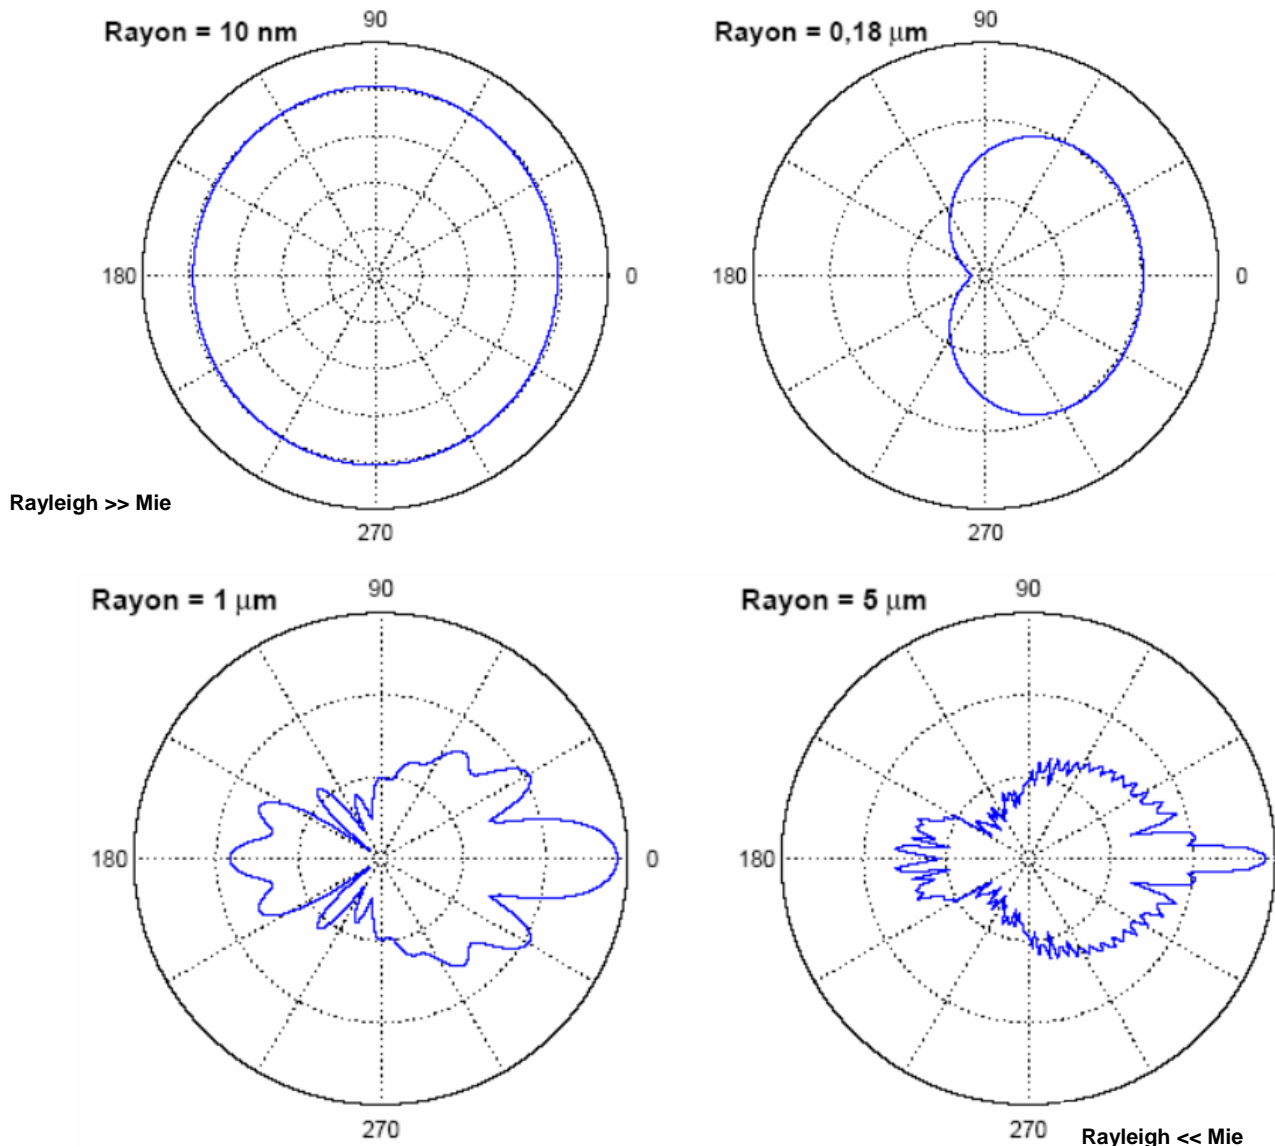 90
Rayon = 10 nm
180
0
270
Rayleigh >> Mie
90
Rayon = 0,18 μm
180
0
270
90
Rayon = 1 μm
180
0
270
90
Rayon = 5 μm
180
0
270
Rayleigh << Mie